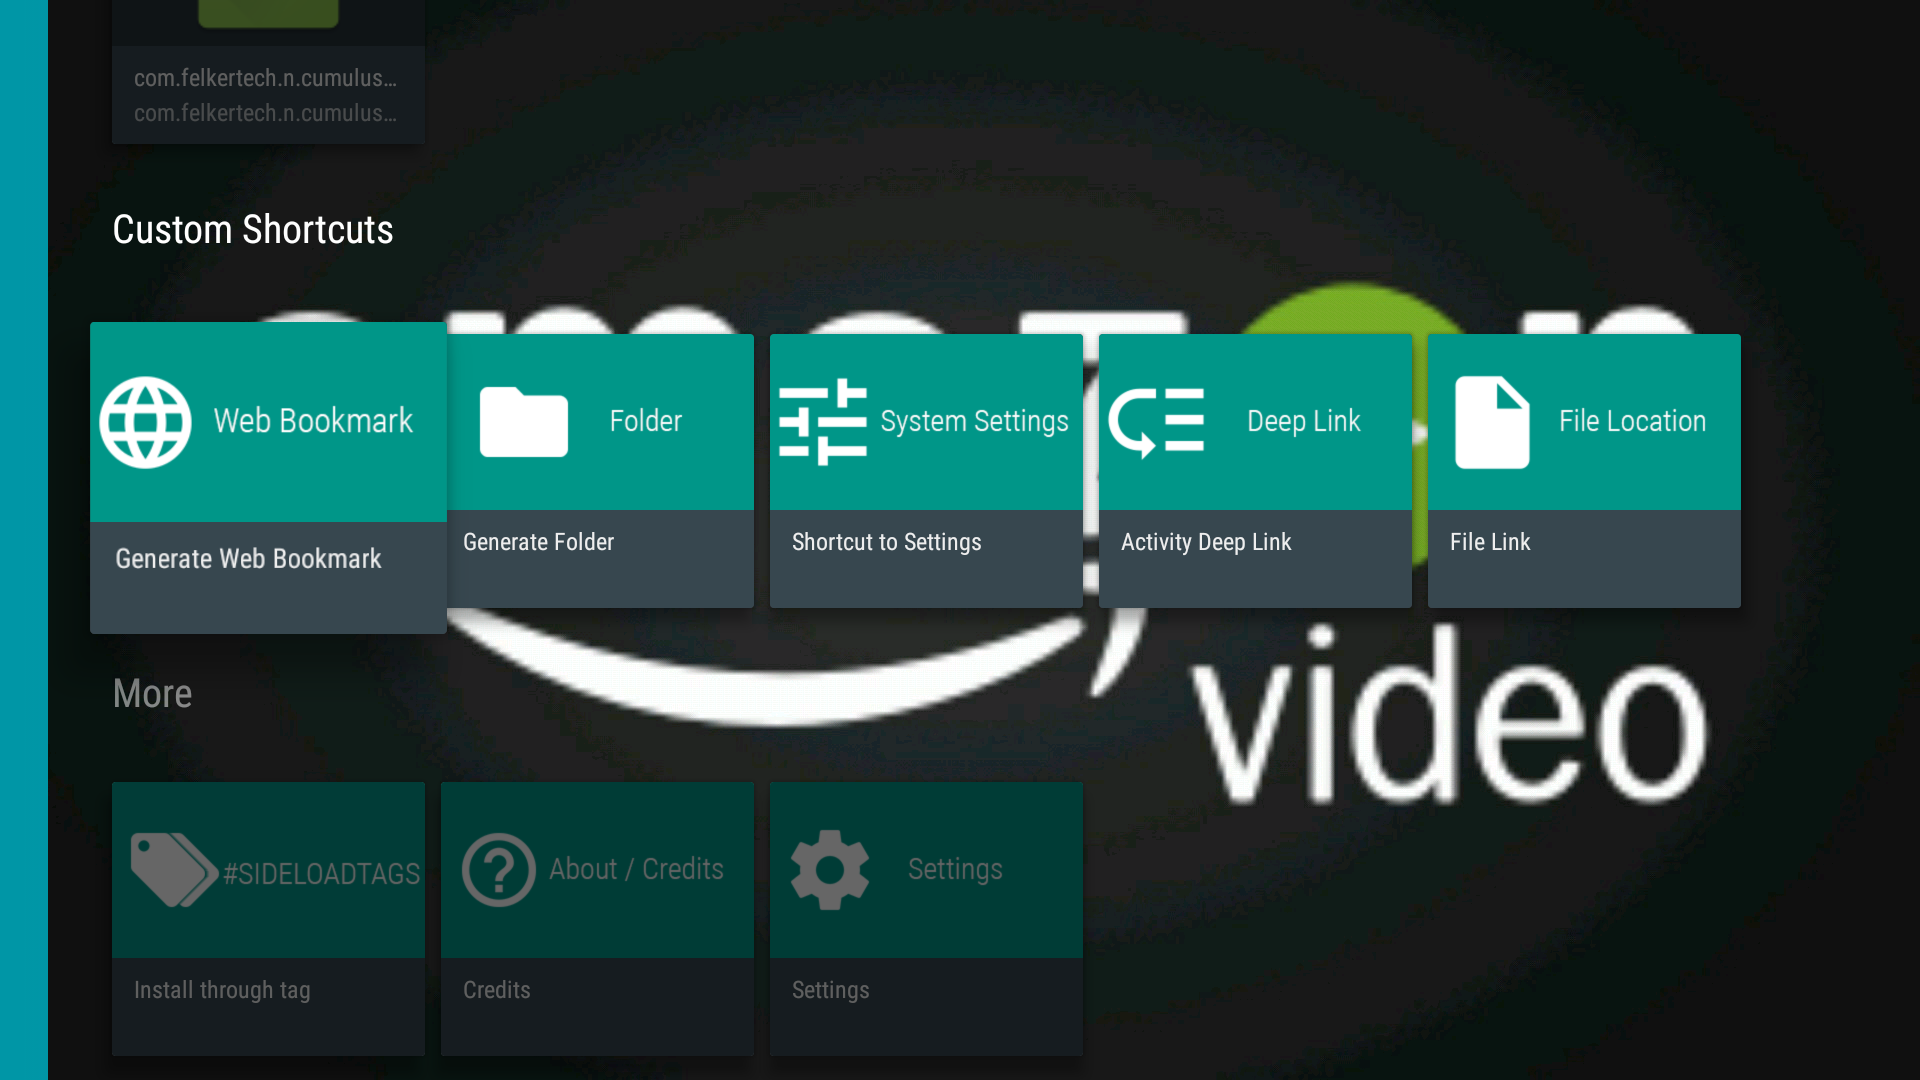 com.felkertech.n.cumulus…
com.felkertech.n.cumulus…
Custom Shortcuts
Web Bookmark
Folder
System Settings
Deep Link
File Location
Generate Web Bookmark
Generate Folder
Shortcut to Settings
Activity Deep Link
File Link
More
video
#SIDELOADTAGS
About / Credits
Settings
Install through tag
Credits
Settings